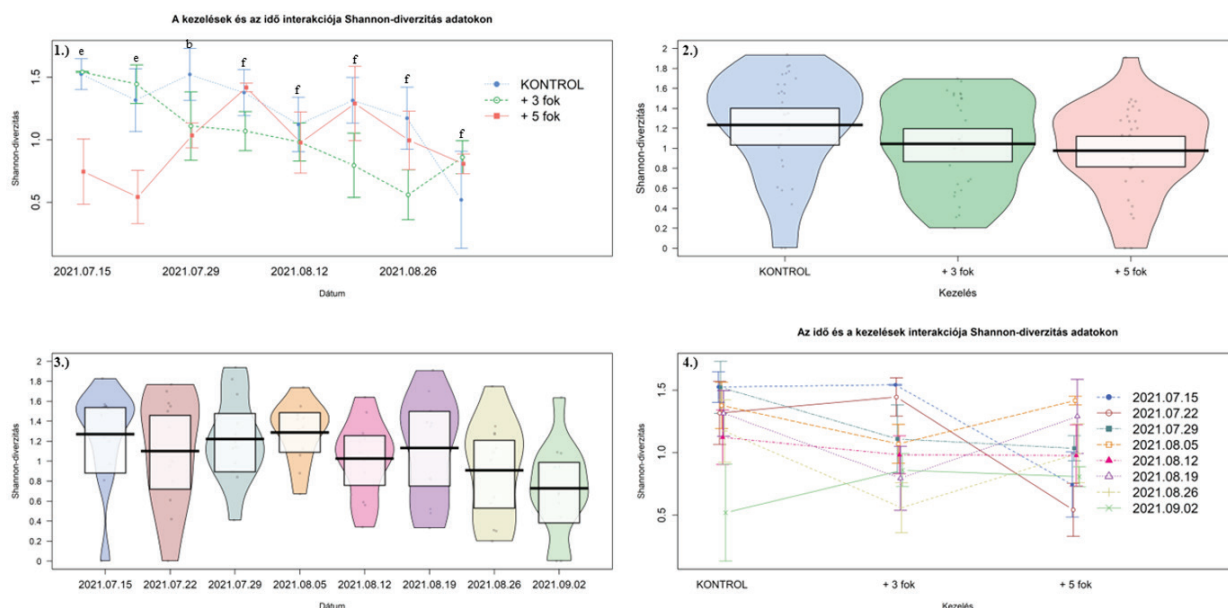 A kezelések és az idő interakciója Shannon-diverzitás adatokon
1.)
e
e
b
f
f
f
f
f
1.5
1.0
0.5
Shannon-diverzitás
KONTROL
+ 3 fok
+ 5 fok
2021.07.15
2021.07.29
2021.08.12
2021.08.26
Dátum
2.)
2
1.8
1.6
1.4
1.2
1
0.8
0.6
0.4
0.2
0
Shannon-diverzitás
KONTROL
+ 3 fok
+ 5 fok
Kezelés
3.)
2
1.8
1.6
1.4
1.2
1
0.8
0.6
0.4
0.2
0
Shannon-diverzitás
2021.07.15
2021.07.22
2021.07.29
2021.08.05
2021.08.12
2021.08.19
2021.08.26
2021.09.02
Dátum
Az idő és a kezelések interakciója Shannon-diverzitás adatokon
4.)
1.5
1.0
0.5
Shannon-diverzitás
2021.07.15
2021.07.22
2021.07.29
2021.08.05
2021.08.12
2021.08.19
2021.08.26
2021.09.02
KONTROL
+ 3 fok
+ 5 fok
Kezelés